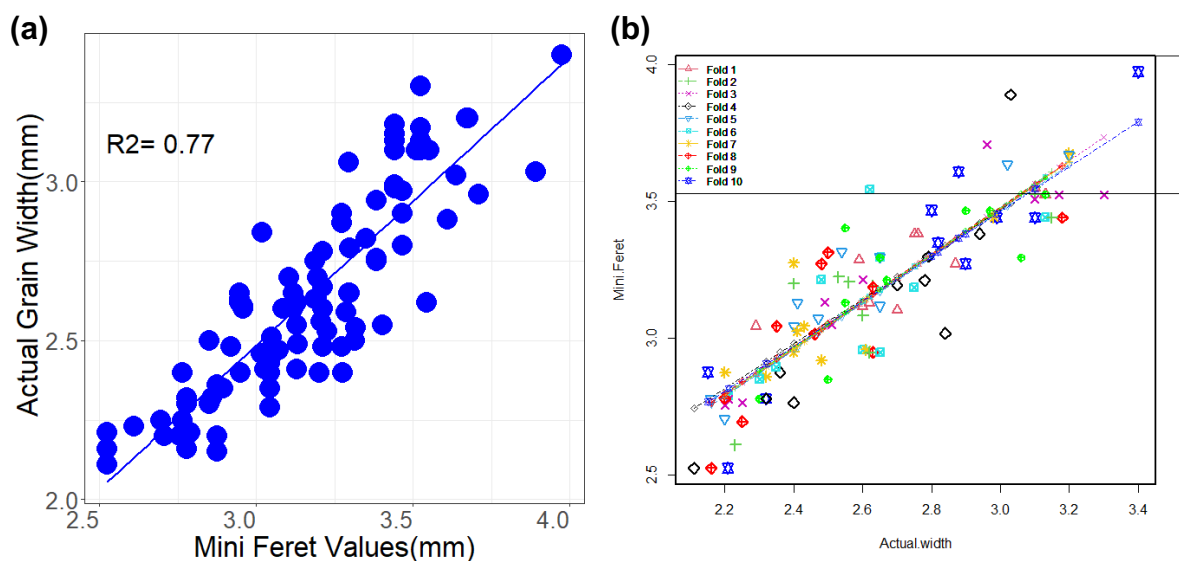 (a)
R2= 0.77
Actual Grain Width(mm)
3.0
2.5
2.0
2.5
3.0
3.5
4.0
Mini Feret Values(mm)
(b)
Fold 1
Fold 2
Fold 3
Fold 4
Fold 5
Fold 6
Fold 7
Fold 8
Fold 9
Fold 10
Mini.Feret
4.0
3.5
3.0
2.5
2.2
2.4
2.6
2.8
3.0
3.2
3.4
Actual.width